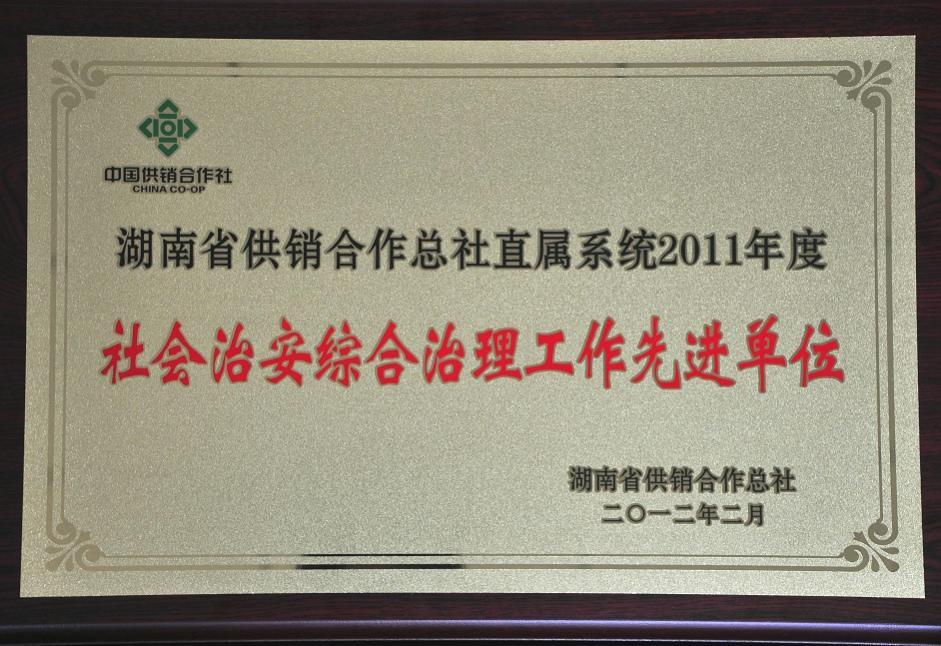 中国供销合作社
CHINA CO-OP
湖南省供销合作总社直属系统2011年度
社会治安综合治理工作先进单位
湖南省供销合作总社
二〇一二年二月